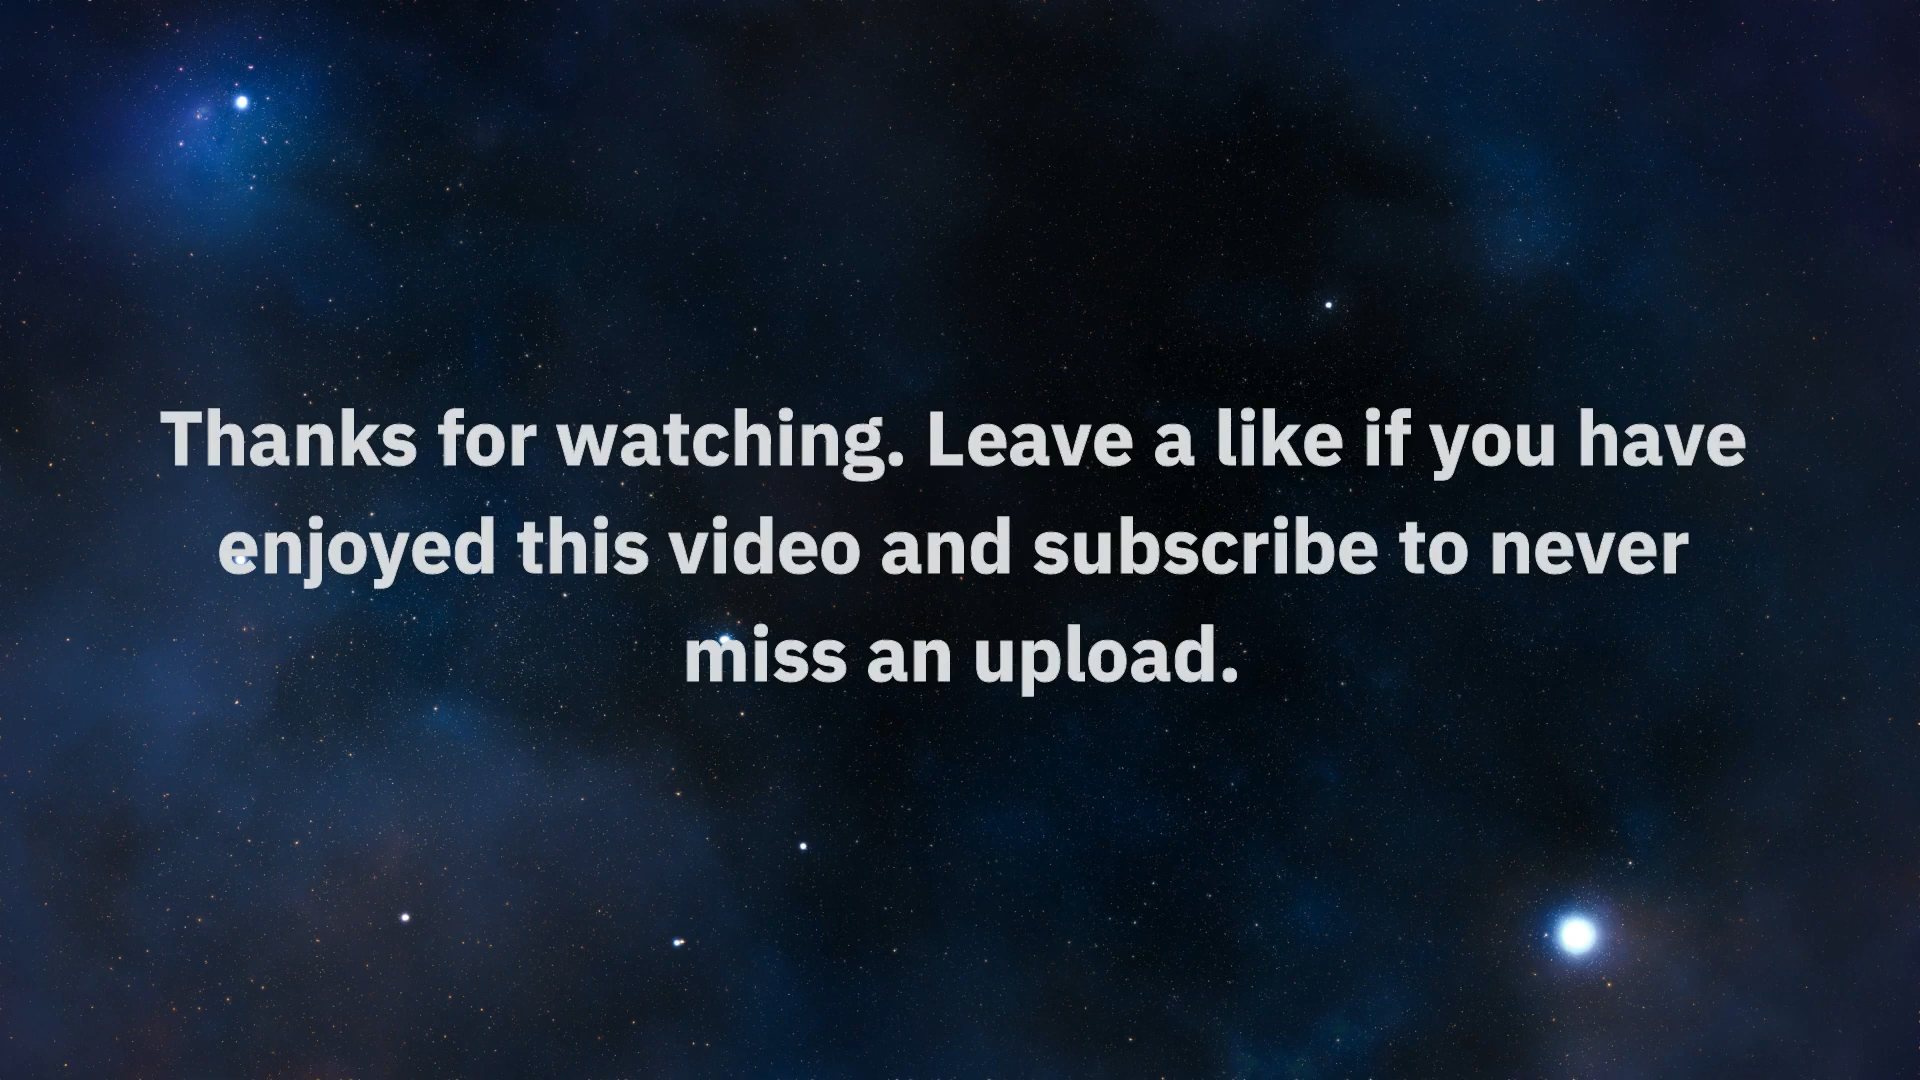 Thanks for watching. Leave a like if you have
enjoyed this video and subscribe to never
miss an upload.